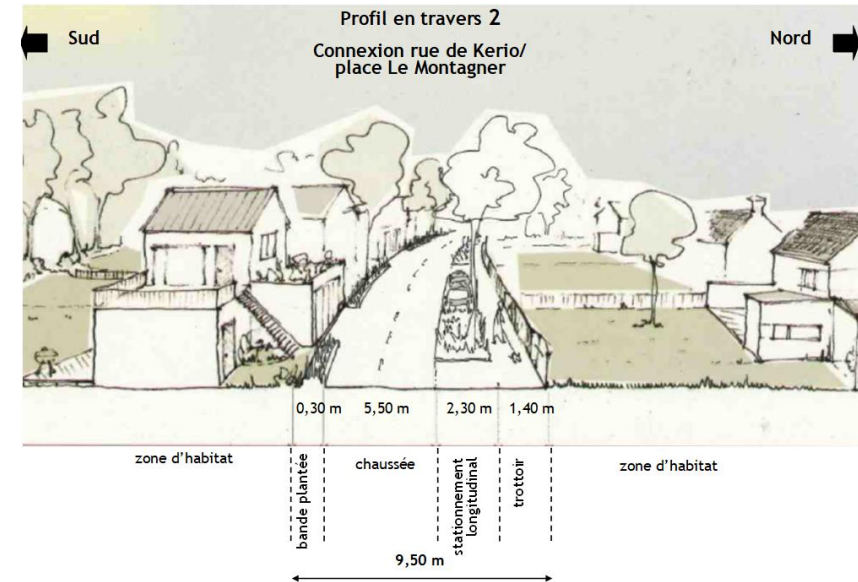 Profil en travers 2
Sud
Nord
Connexion rue de Kerio/
place Le Montagner
0,30 m
5,50 m
2,30 m
1,40 m
zone d'habitat
bande plantée
chaussée
stationnement
longitudinal
trottoir
zone d'habitat
9,50 m